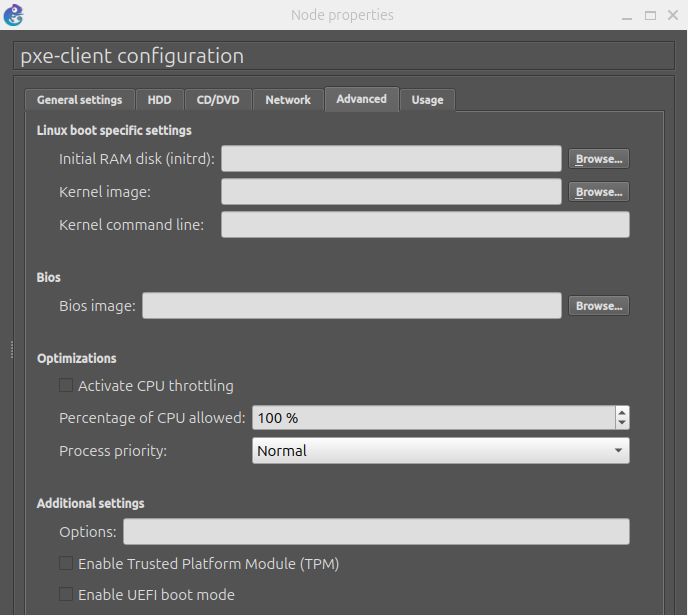 Node properties
pxe-client configuration
General settings HDD CD/DVD Network Advanced Usage
Linux boot specific settings
Initial RAM disk (initrd): Browse...
Kernel image: Browse...
Kernel command line:
Bios
Bios image: Browse...
Optimizations
Activate CPU throttling
Percentage of CPU allowed: 100 %
Process priority: Normal
Additional settings
Options:
Enable Trusted Platform Module (TPM)
Enable UEFI boot mode